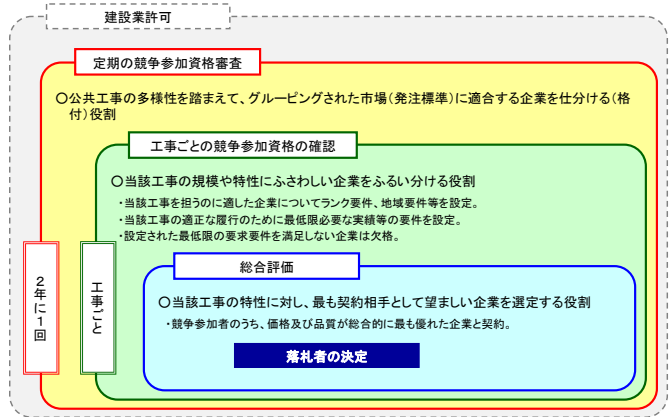 建設業許可
定期の競争参加資格審査
○公共工事の多様性を踏まえて、グルーピングされた市場(発注標準)に適合する企業を仕分ける(格
付)役割
工事ごとの競争参加資格の確認
○当該工事の規模や特性にふさわしい企業をふるい分ける役割
・当該工事を担うのに適した企業についてランク要件、地域要件等を設定。
・当該工事の適正な履行のために最低限必要な実績等の要件を設定。
・設定された最低限の要求要件を満足しない企業は欠格。
2年に1回
工事ごと
総合評価
○当該工事の特性に対し、最も契約相手として望ましい企業を選定する役割
・競争参加者のうち、価格及び品質が総合的に最も優れた企業と契約。
落札者の決定